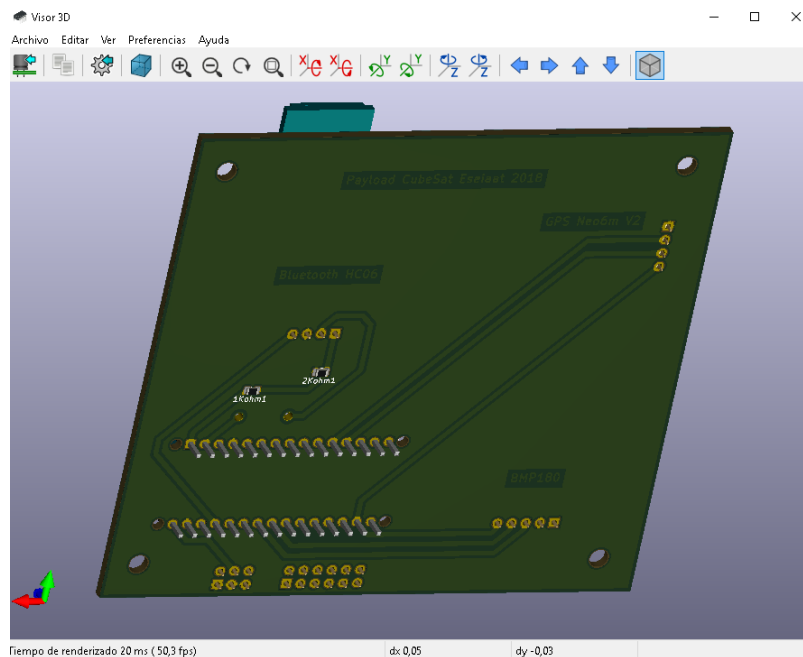 Visor 3D
Archivo Editar Ver Preferencias Ayuda
Payload CubeSat Eselaat 2018
GPS Neo6m V2
Bluetooth HC06
2Kohm1
1Kohm1
BMP180
Tiempo de renderizado 20 ms ( 50,3 fps) dx 0,05 dy -0,03